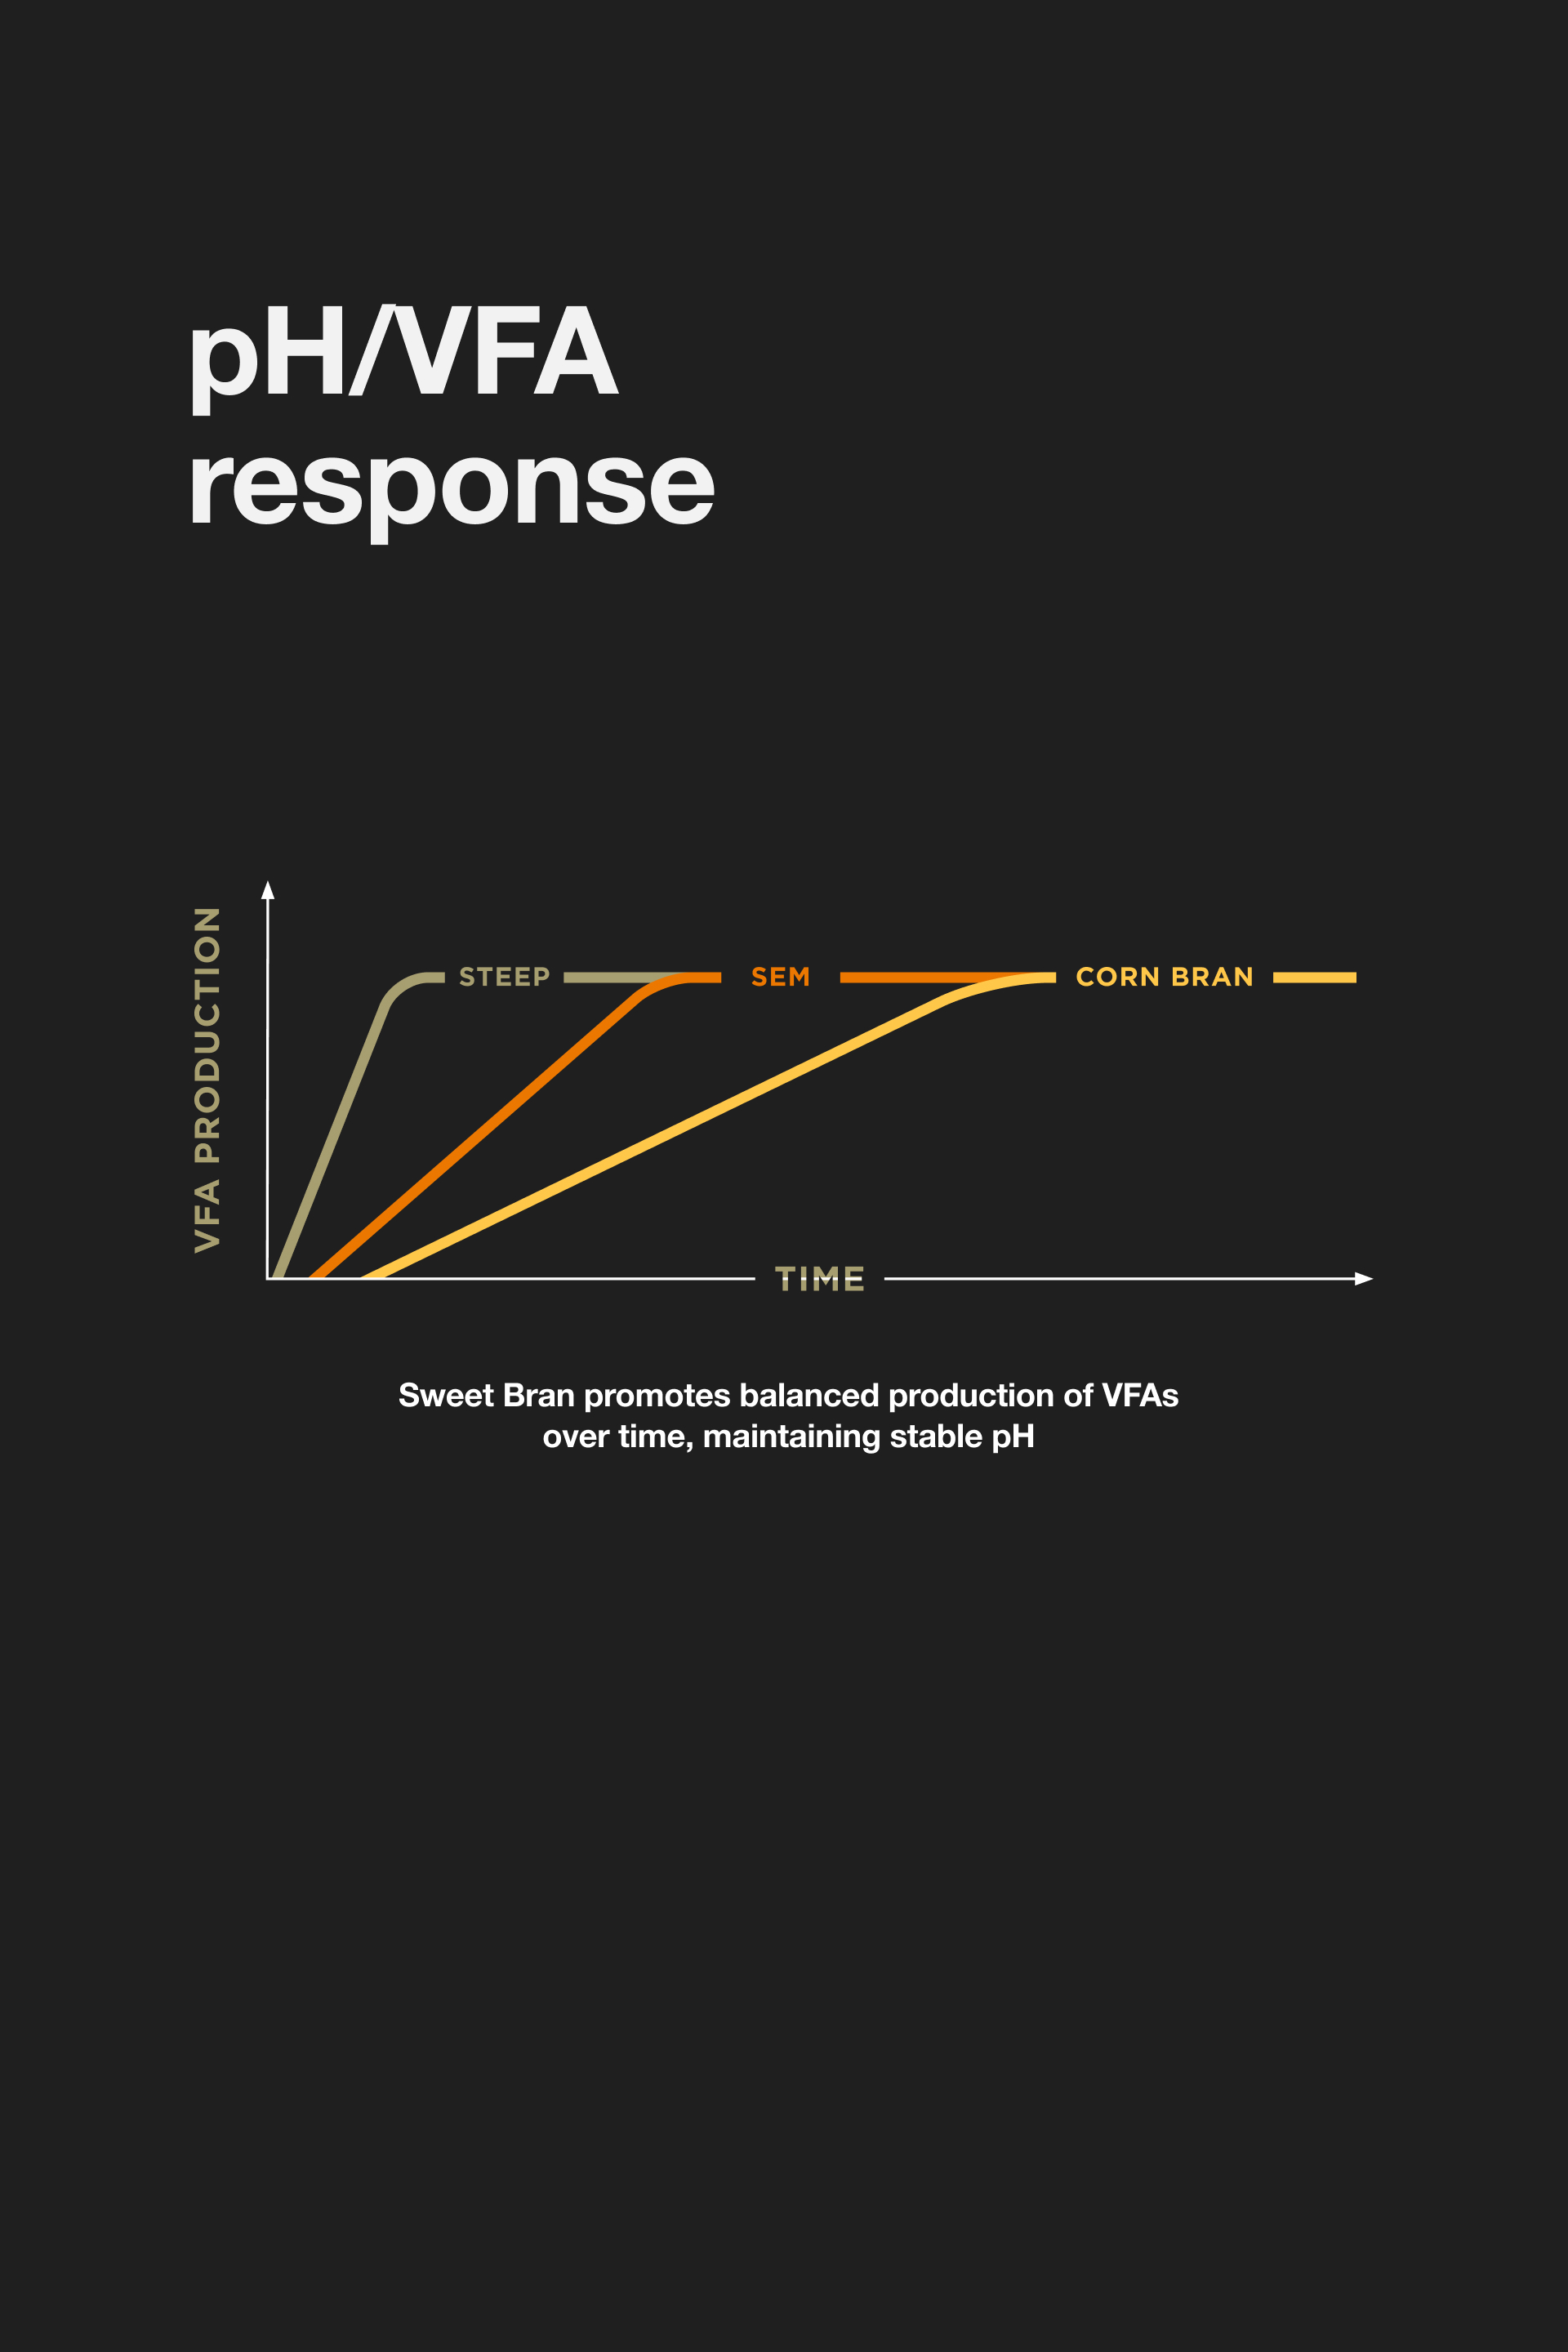 pH/VFA
response
VFA PRODUCTION
STEEP SEM CORN BRAN
TIME
Sweet Bran promotes balanced production of VFAs
over time, maintaining stable pH